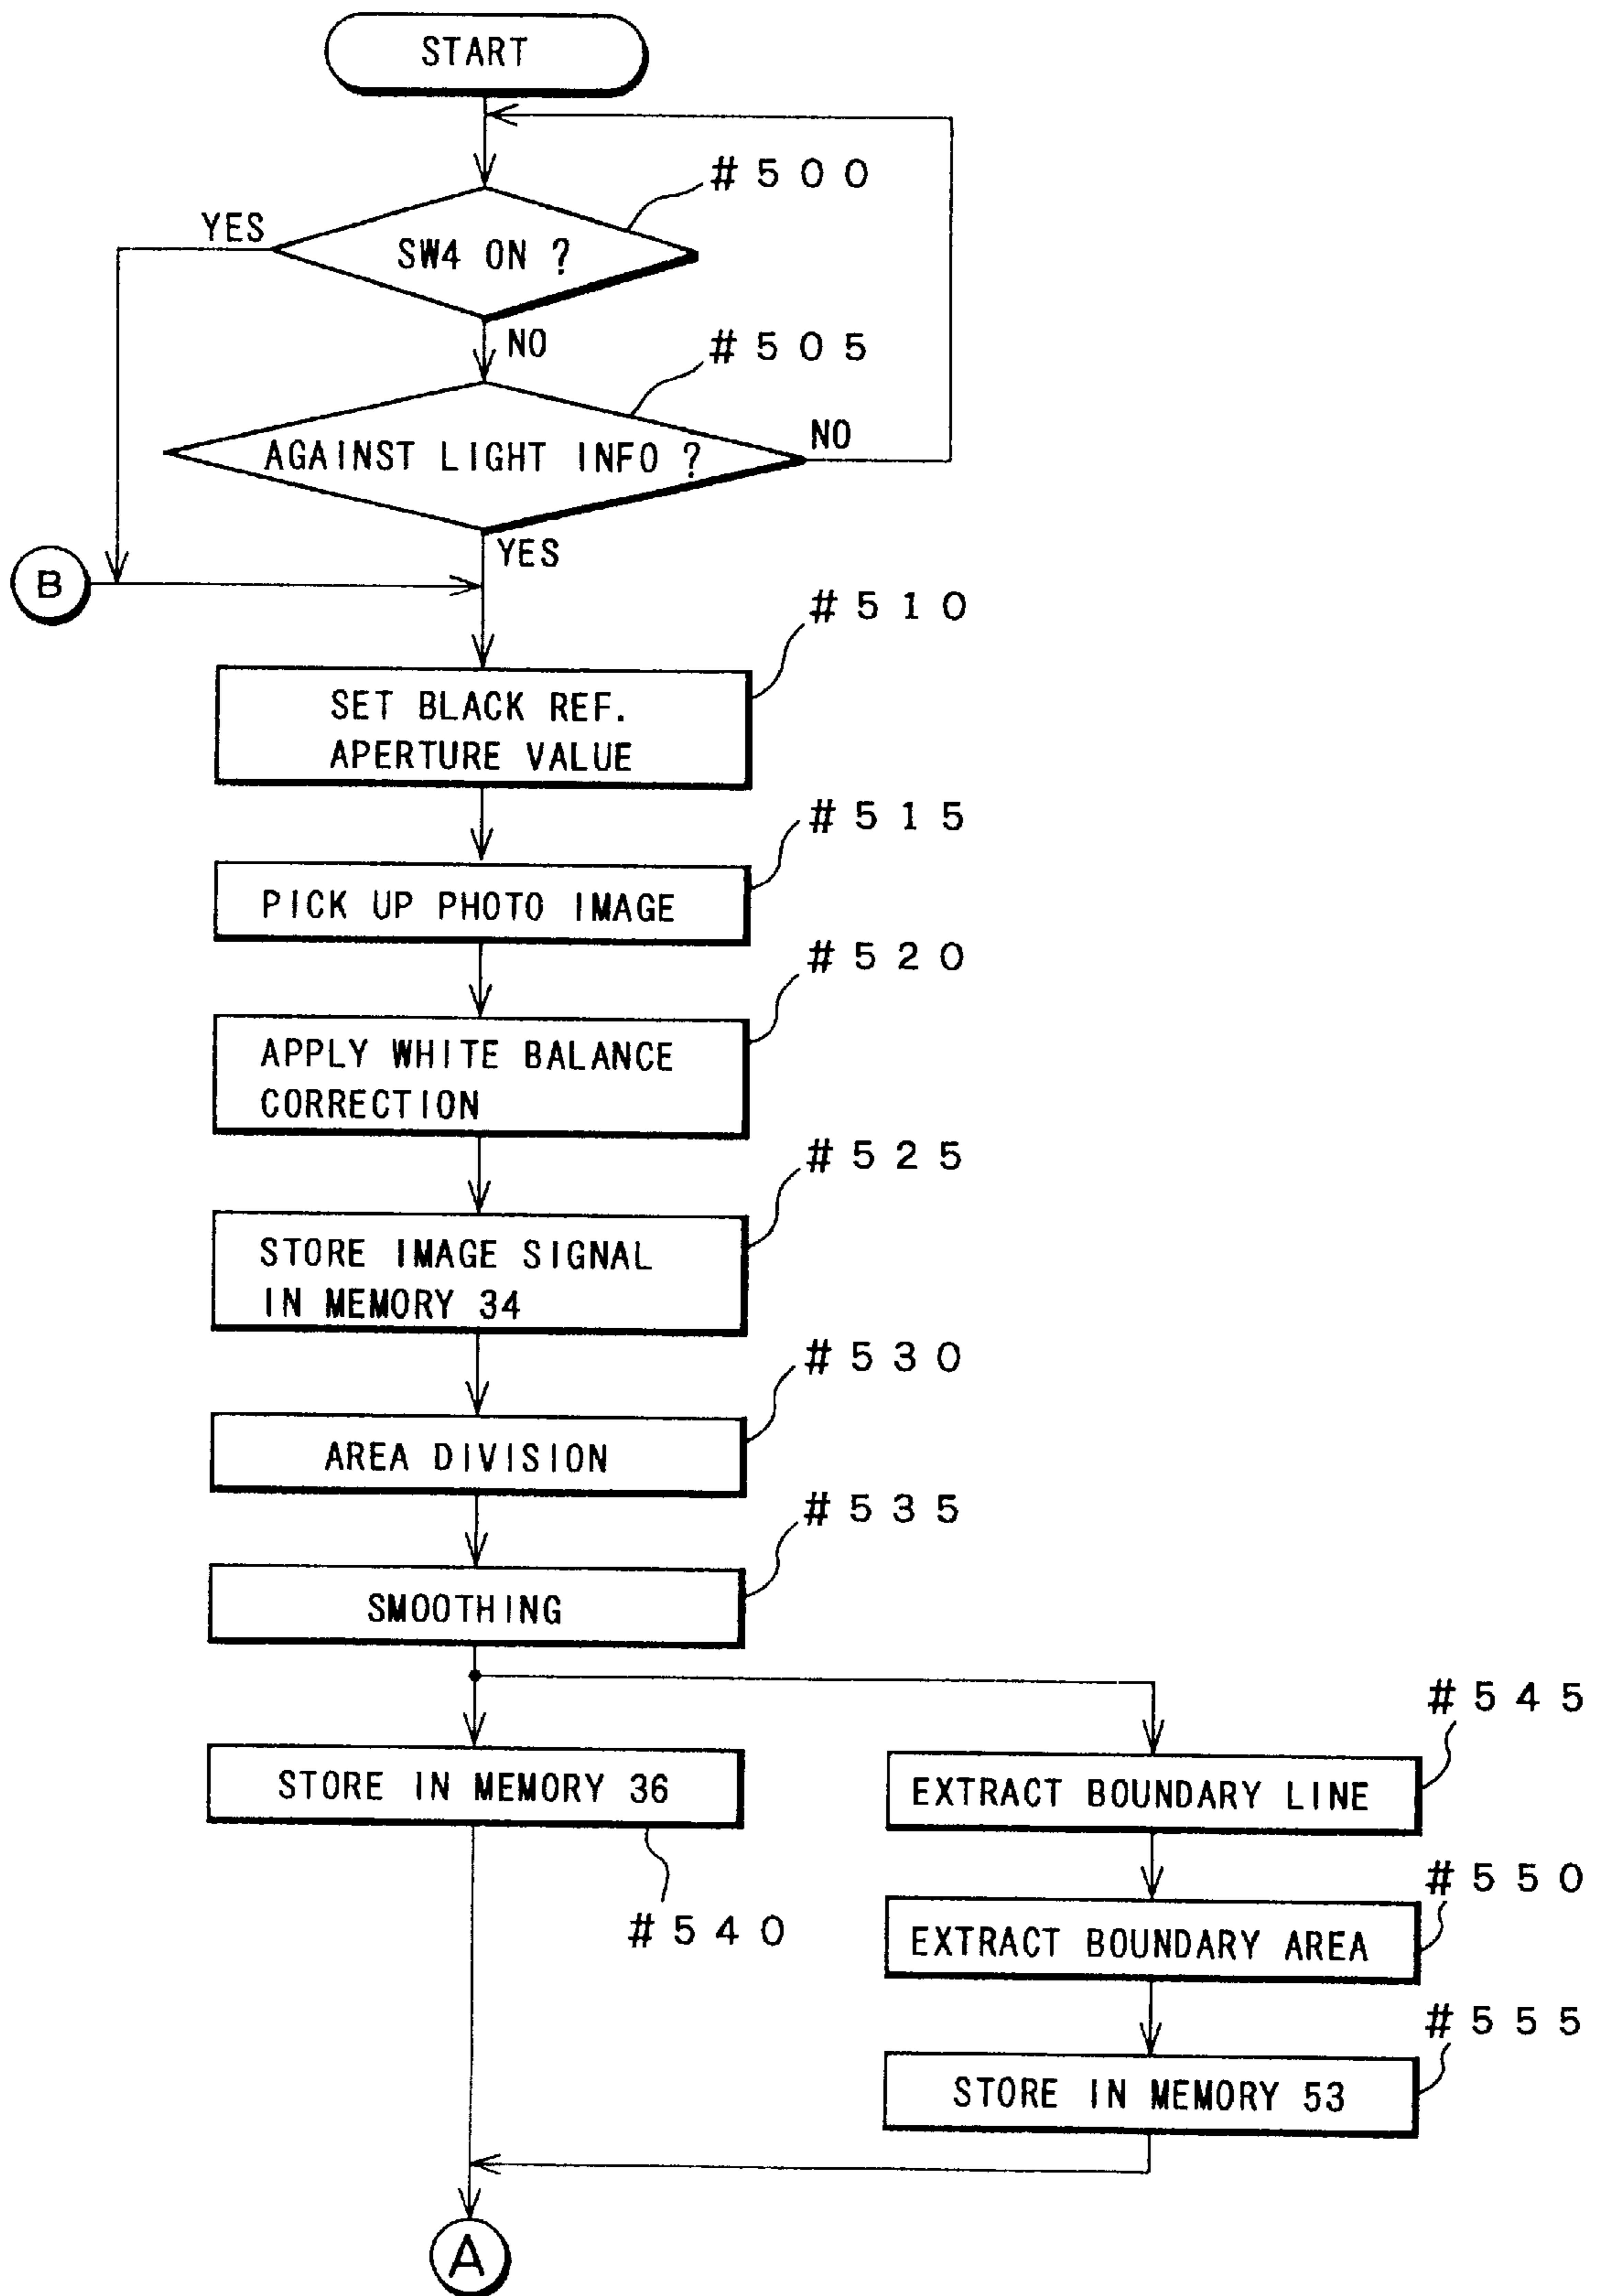 START
#500
YES
SW4 ON ?
NO
#505
AGAINST LIGHT INFO ?
NO
YES
B
#510
SET BLACK REF.
APERTURE VALUE
#515
PICK UP PHOTO IMAGE
#520
APPLY WHITE BALANCE
CORRECTION
#525
STORE IMAGE SIGNAL
IN MEMORY 34
#530
AREA DIVISION
#535
SMOOTHING
#545
STORE IN MEMORY 36
EXTRACT BOUNDARY LINE
#540
#550
EXTRACT BOUNDARY AREA
#555
STORE IN MEMORY 53
A